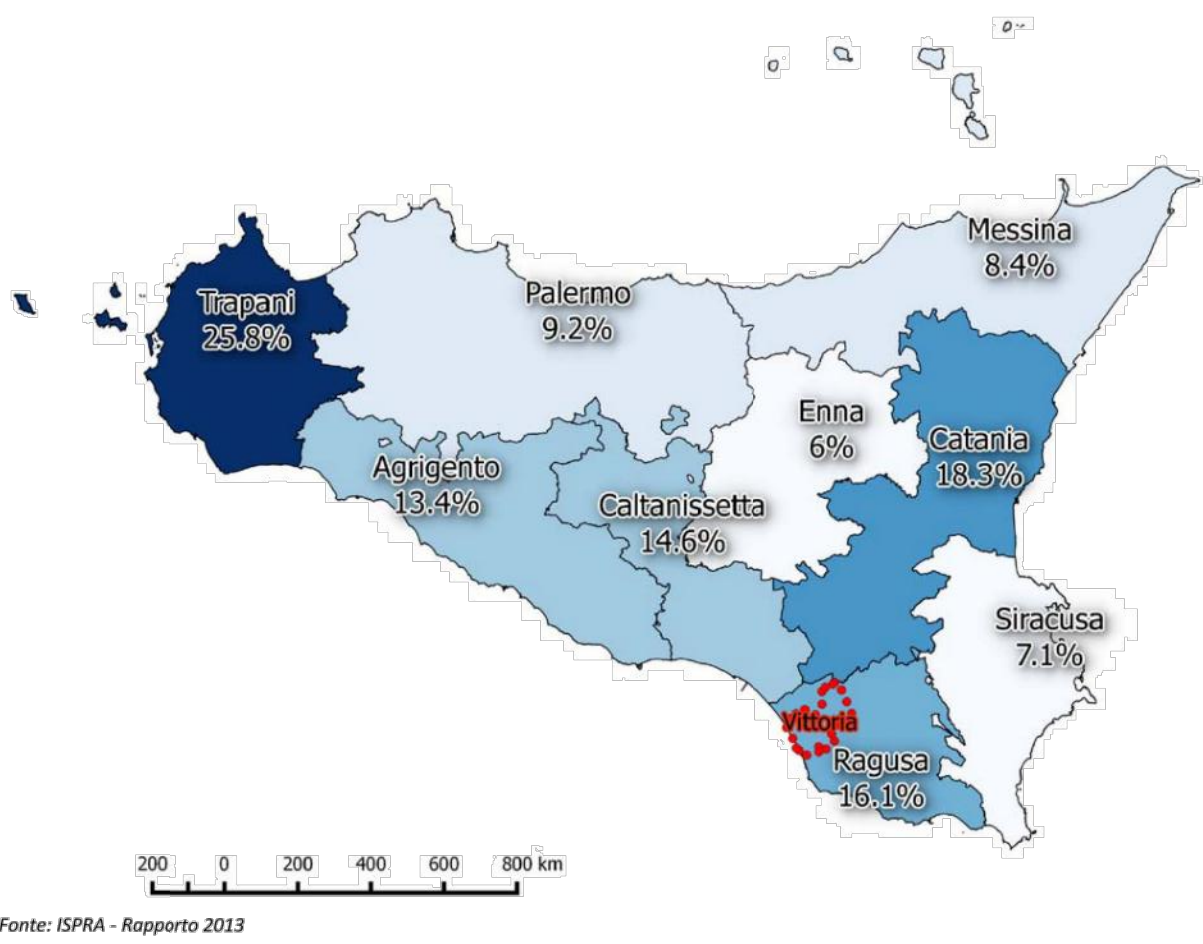 Messina
8.4%
Trapani
25.8%
Palermo
9.2%
Enna
6%
Catania
18.3%
Agrigento
13.4%
Caltanissetta
14.6%
Siracusa
7.1%
Vittoria
Ragusa
16.1%
200 0 200 400 600 800 km
Fonte: ISPRA - Rapporto 2013